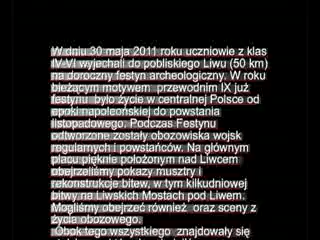 W dniu 30 maja 2011 roku uczniowie z klas
IV-VI wyjechali do pobliskiego Liwu (50 km)
na doroczny festyn archeologiczny. W roku
bieżącym motywem  przewodnim IX już
festynu  było życie w centralnej Polsce od
epoki napoleońskiej do powstania
listopadowego. Podczas Festynu
odtworzone zostały obozowiska wojsk
regularnych i powstańców. Na głównym
placu pięknie położonym nad Liwcem
obejrzeliśmy pokazy musztry i
rekonstrukcje bitew, w tym kilkudniowej
bitwy na Liwskich Mostach pod Liwem.
Mogliśmy obejrzeć również  oraz sceny z
życia obozowego.
Obok tego wszystkiego  znajdowały się